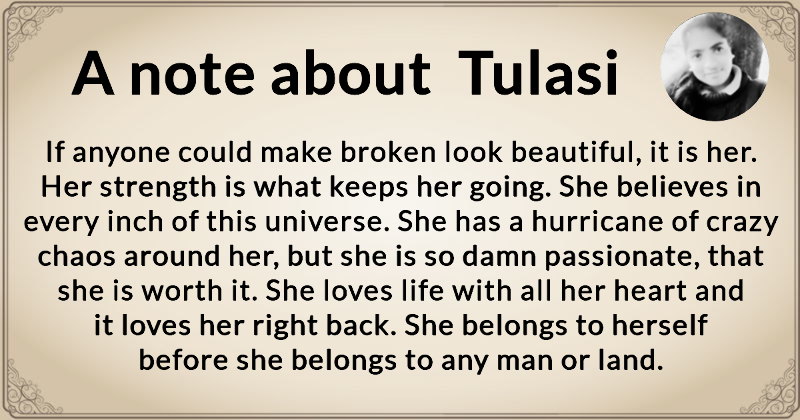 A note about Tulasi
If anyone could make broken look beautiful, it is her.
Her strength is what keeps her going. She believes in
every inch of this universe. She has a hurricane of crazy
chaos around her, but she is so damn passionate, that
she is worth it. She loves life with all her heart and
it loves her right back. She belongs to herself
before she belongs to any man or land.